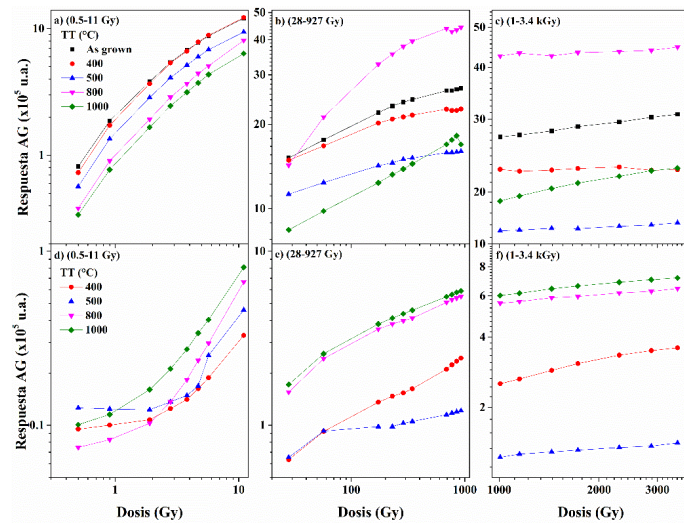 a) (0.5-11 Gy)
(28-927 Gy)
c) (1-3.4 kGy)
TT (°C)
As grown
400
500
800
1000
Respuesta AG (x10⁵ u.a.)
10
1
50
40
30
20
10
50
40
30
20
10
d) (0.5-11 Gy)
e) (28-927 Gy)
(1-3.4 kGy)
f)
TT (°C)
400
500
800
1000
Respuesta AG (x10⁵ u.a.)
1
0.1
10
1
8
6
4
2
1
10
100
1000
1000
2000
3000
Dosis (Gy)
Dosis (Gy)
Dosis (Gy)